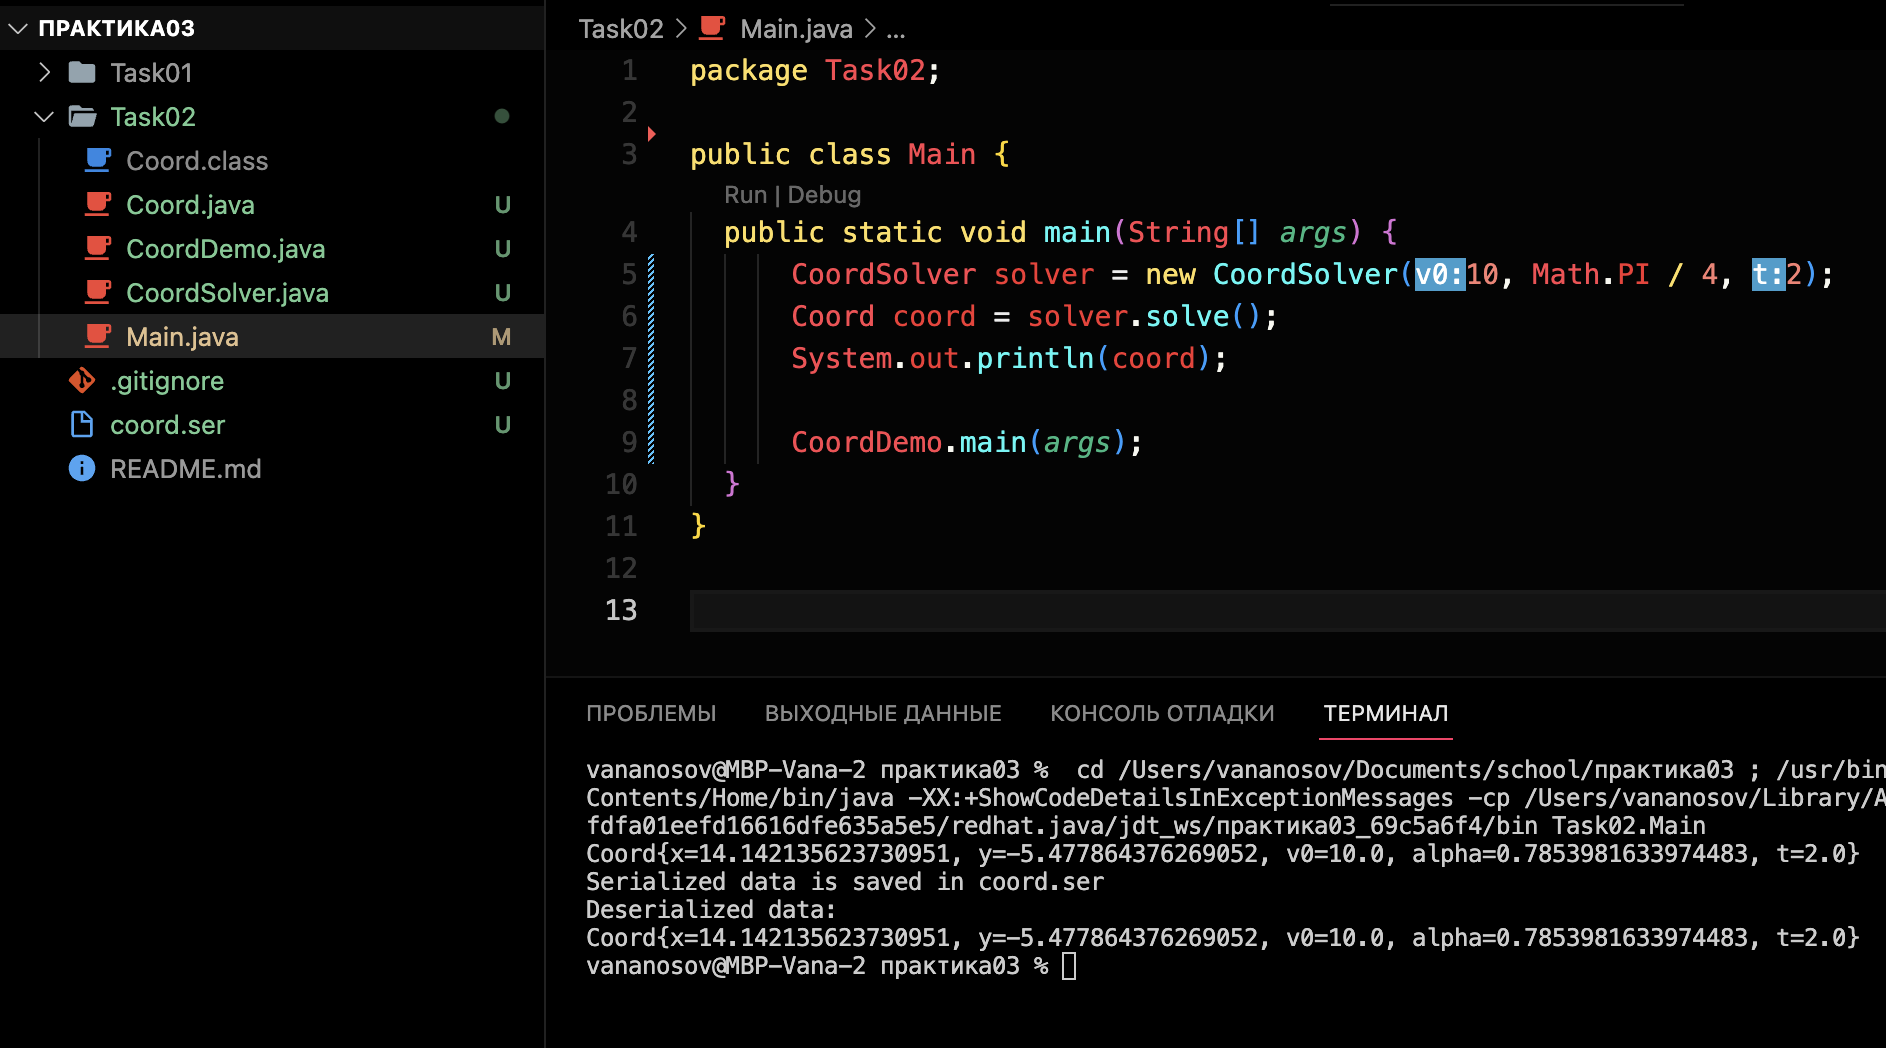 ПРАКТИКА03
Task01
Task02
Coord.class
Coord.java U
CoordDemo.java U
CoordSolver.java U
Main.java M
.gitignore U
coord.ser U
README.md
Task02 > Main.java > ...
1 package Task02;
2
3 public class Main {
Run | Debug
4 public static void main(String[] args) {
5 CoordSolver solver = new CoordSolver(v0:10, Math.PI / 4, t:2);
6 Coord coord = solver.solve();
7 System.out.println(coord);
8
9 CoordDemo.main(args);
10 }
11 }
12
13
ПРОБЛЕМЫ ВЫХОДНЫЕ ДАННЫЕ КОНСОЛЬ ОТЛАДКИ ТЕРМИНАЛ
vananosov@MBP-Vana-2 практика03 % cd /Users/vananosov/Documents/school/практика03 ; /usr/bin
Contents/Home/bin/java -XX:+ShowCodeDetailsInExceptionMessages -cp /Users/vananosov/Library/A
fdfa01eefd16616dfe635a5e5/redhat.java/jdt_ws/практика03_69c5a6f4/bin Task02.Main
Coord{x=14.142135623730951, y=-5.477864376269052, v0=10.0, alpha=0.7853981633974483, t=2.0}
Serialized data is saved in coord.ser
Deserialized data:
Coord{x=14.142135623730951, y=-5.477864376269052, v0=10.0, alpha=0.7853981633974483, t=2.0}
vananosov@MBP-Vana-2 практика03 %